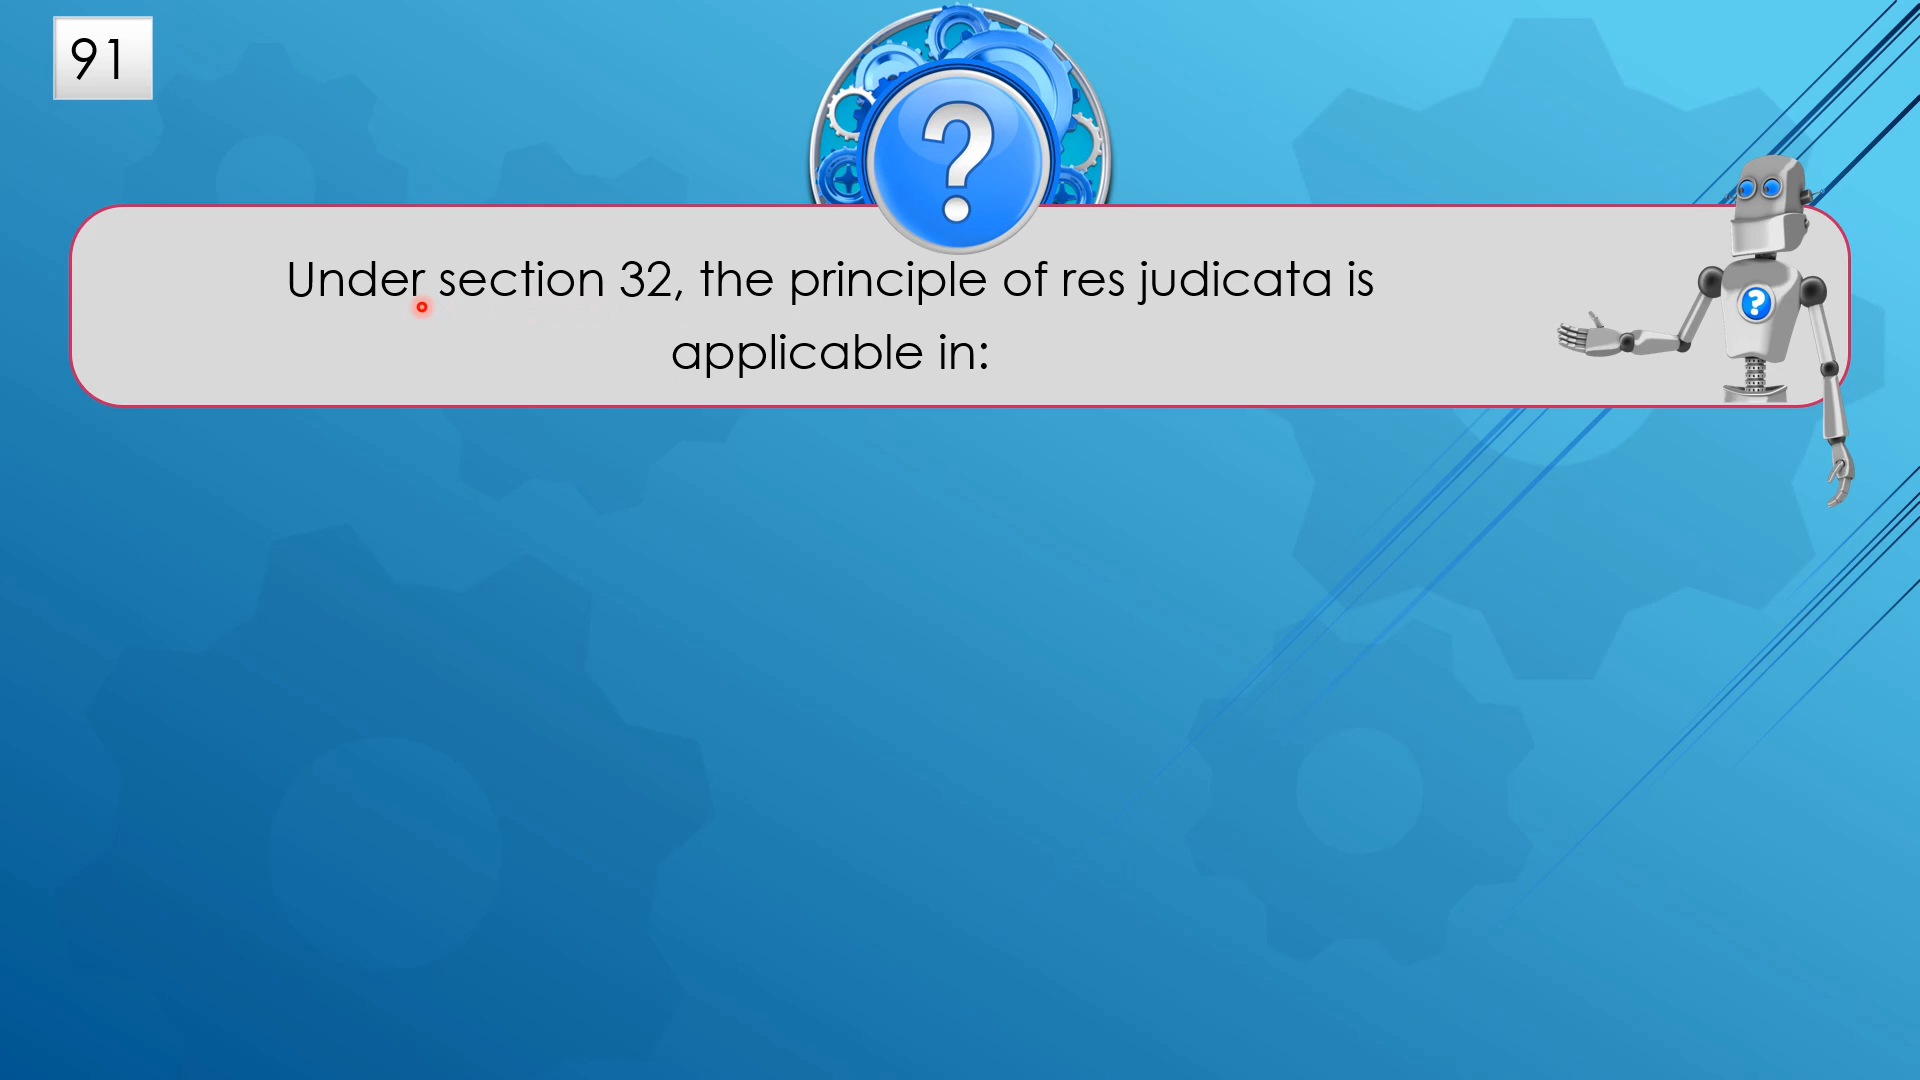 91
?
Under section 32, the principle of res judicata is
applicable in:
?